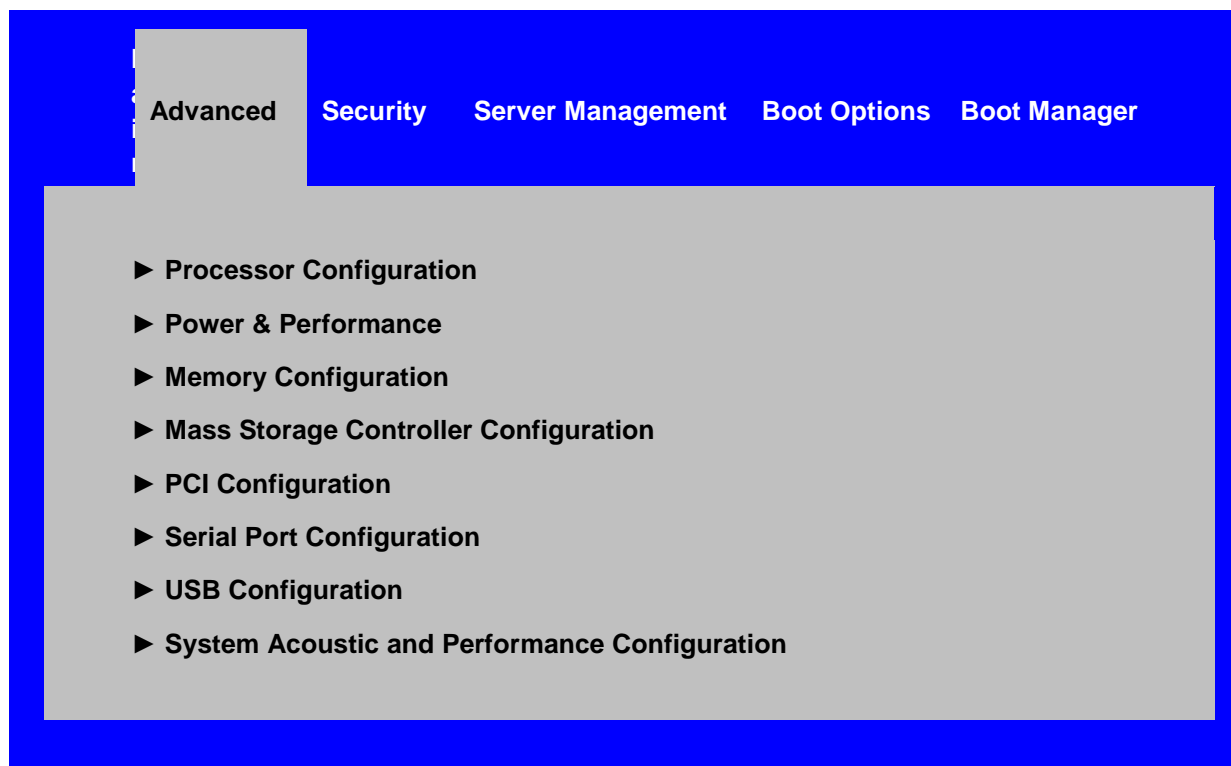 Advanced Security Server Management Boot Options Boot Manager
► Processor Configuration
► Power & Performance
► Memory Configuration
► Mass Storage Controller Configuration
► PCI Configuration
► Serial Port Configuration
► USB Configuration
► System Acoustic and Performance Configuration